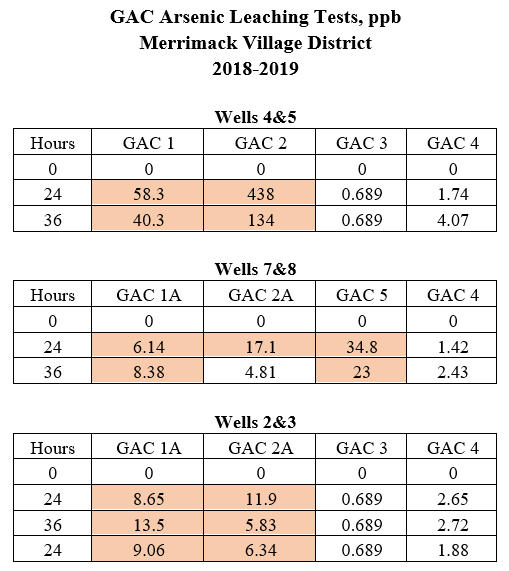 GAC Arsenic Leaching Tests, ppb
Merrimack Village District
2018-2019
Wells 4&5
Hours GAC 1 GAC 2 GAC 3 GAC 4
0 0 0 0 0
24 58.3 438 0.689 1.74
36 40.3 134 0.689 4.07
Wells 7&8
Hours GAC 1A GAC 2A GAC 5 GAC 4
0 0 0 0 0
24 6.14 17.1 34.8 1.42
36 8.38 4.81 23 2.43
Wells 2&3
Hours GAC 1A GAC 2A GAC 3 GAC 4
0 0 0 0 0
24 8.65 11.9 0.689 2.65
36 13.5 5.83 0.689 2.72
24 9.06 6.34 0.689 1.88